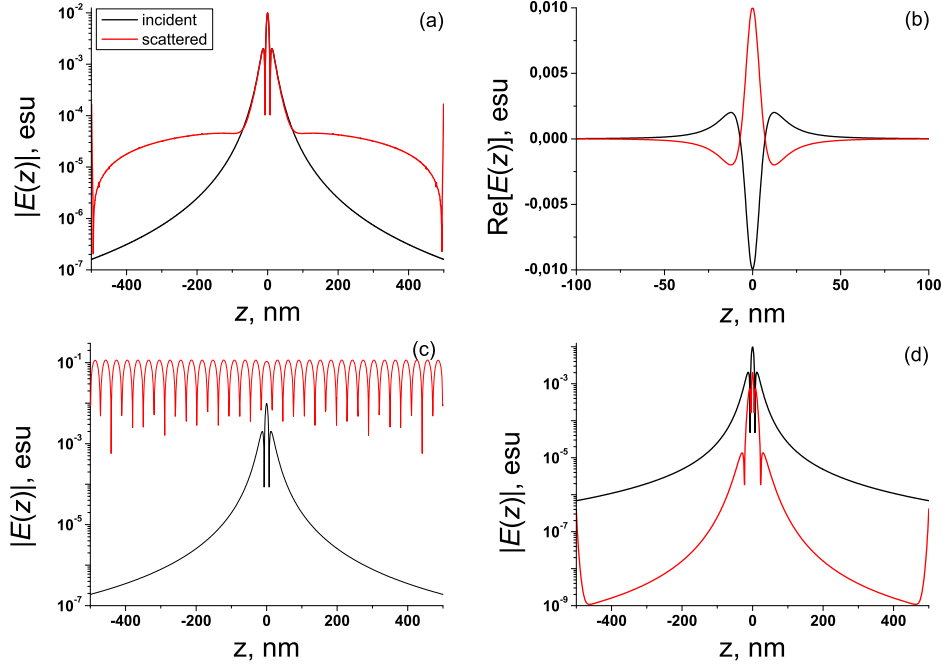 incident
scattered
(a)
10⁻²
10⁻³
10⁻⁴
10⁻⁵
10⁻⁶
10⁻⁷
|E(z)|, esu
-400 -200 0 200 400
z, nm
(b)
0,010
0,005
0,000
-0,005
-0,010
Re[E(z)], esu
-100 -50 0 50 100
z, nm
(c)
10⁻¹
10⁻³
10⁻⁵
10⁻⁷
|E(z)|, esu
-400 -200 0 200 400
z, nm
(d)
10⁻³
10⁻⁵
10⁻⁷
10⁻⁹
|E(z)|, esu
-400 -200 0 200 400
z, nm